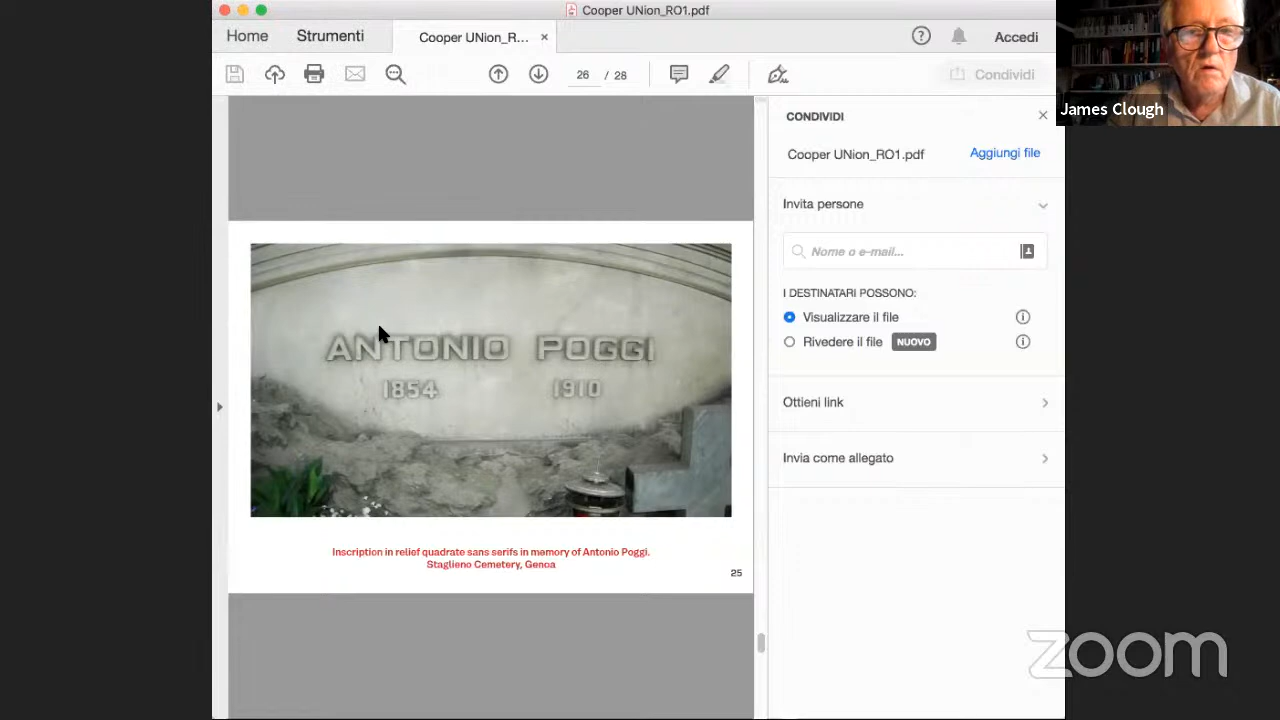 Cooper UNion_RO1.pdf
Home
Strumenti
Cooper UNion_R...
Accedi
26 / 28
Condividi
James Clough
CONDIVIDI
Cooper UNion_RO1.pdf
Aggiungi file
Invita persone
Nome o e-mail...
I DESTINATARI POSSONO:
Visualizzare il file
Rivedere il file NUOVO
Ottieni link
Invia come allegato
ANTONIO POGGI
1854 1910
Inscription in relief quadrate sans serifs in memory of Antonio Poggi.
Staglieno Cemetery, Genoa
25
zoom